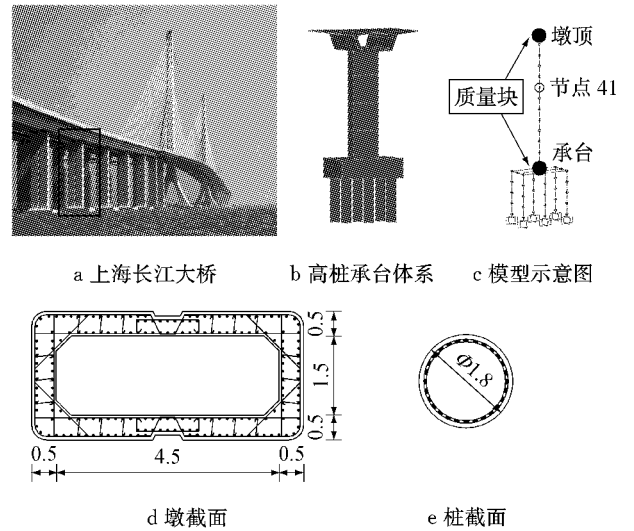 墩顶
节点 41
质量块
承台
a 上海长江大桥
b 高桩承台体系
c 模型示意图
0.5
1.5
0.5
0.5
4.5
0.5
Φ1.8
d 墩截面
e 桩截面